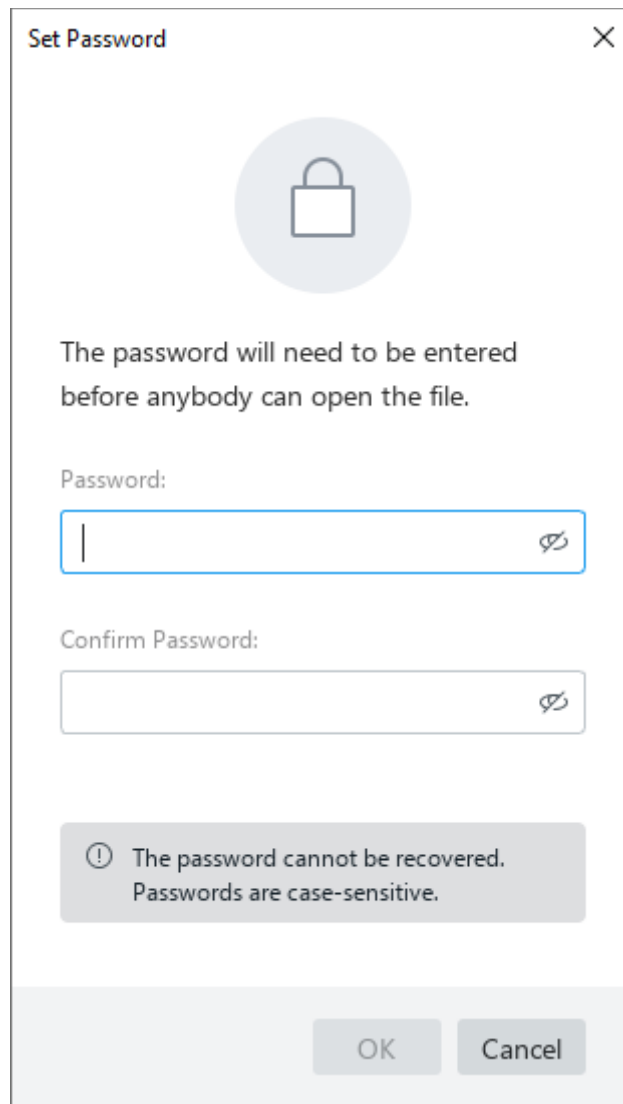 Set Password
The password will need to be entered
before anybody can open the file.
Password:
Confirm Password:
The password cannot be recovered.
Passwords are case-sensitive.
OK
Cancel